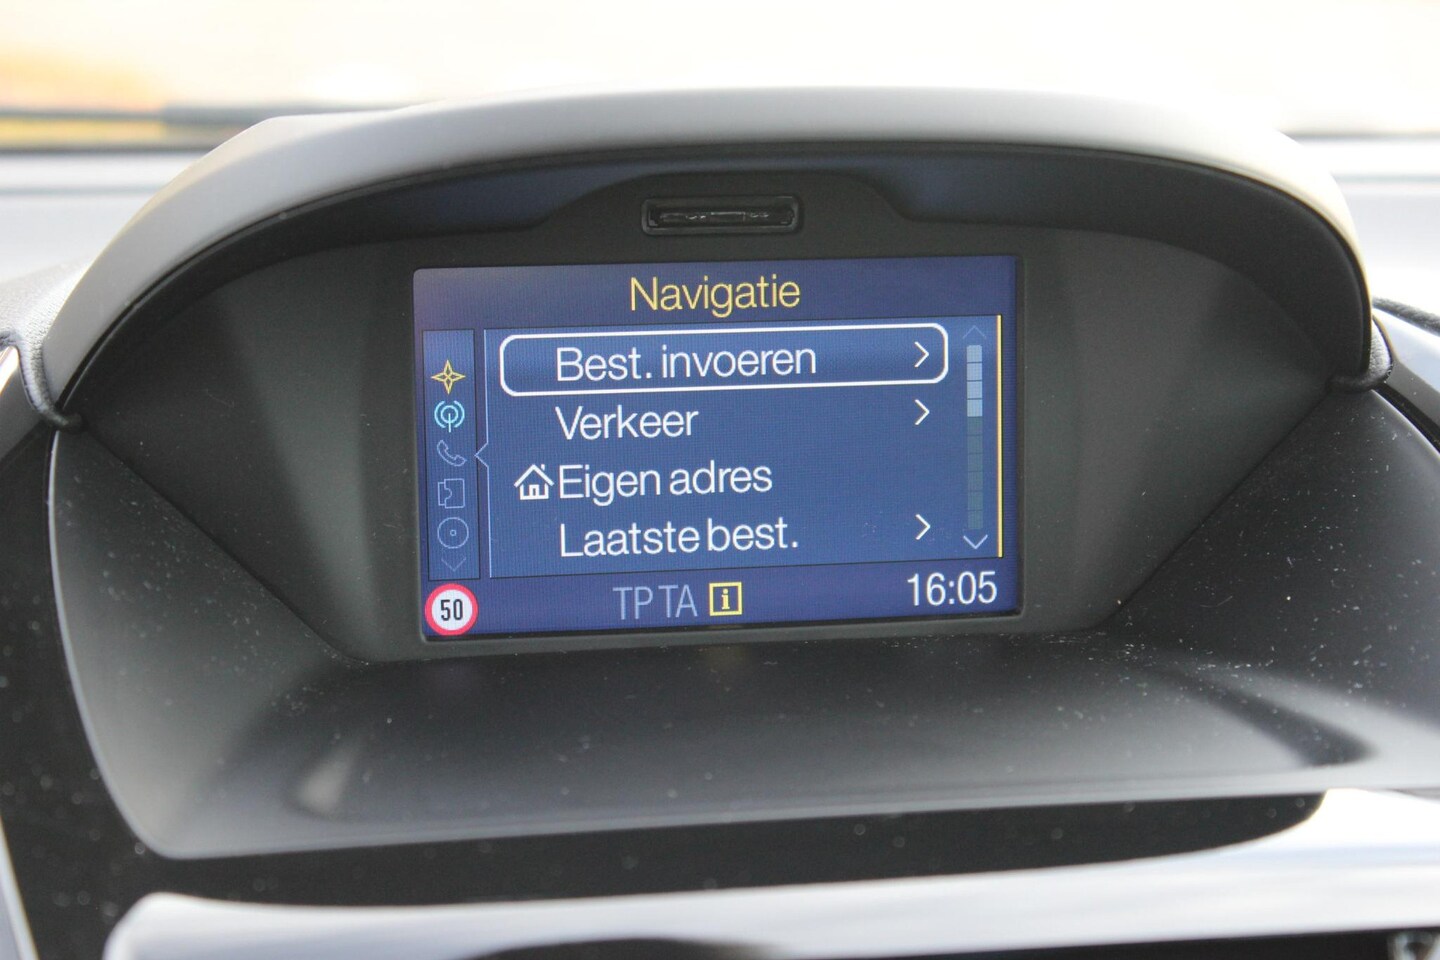 Navigatie
Best. invoeren
Verkeer
Eigen adres
Laatste best.
50 TP TA i 16:05